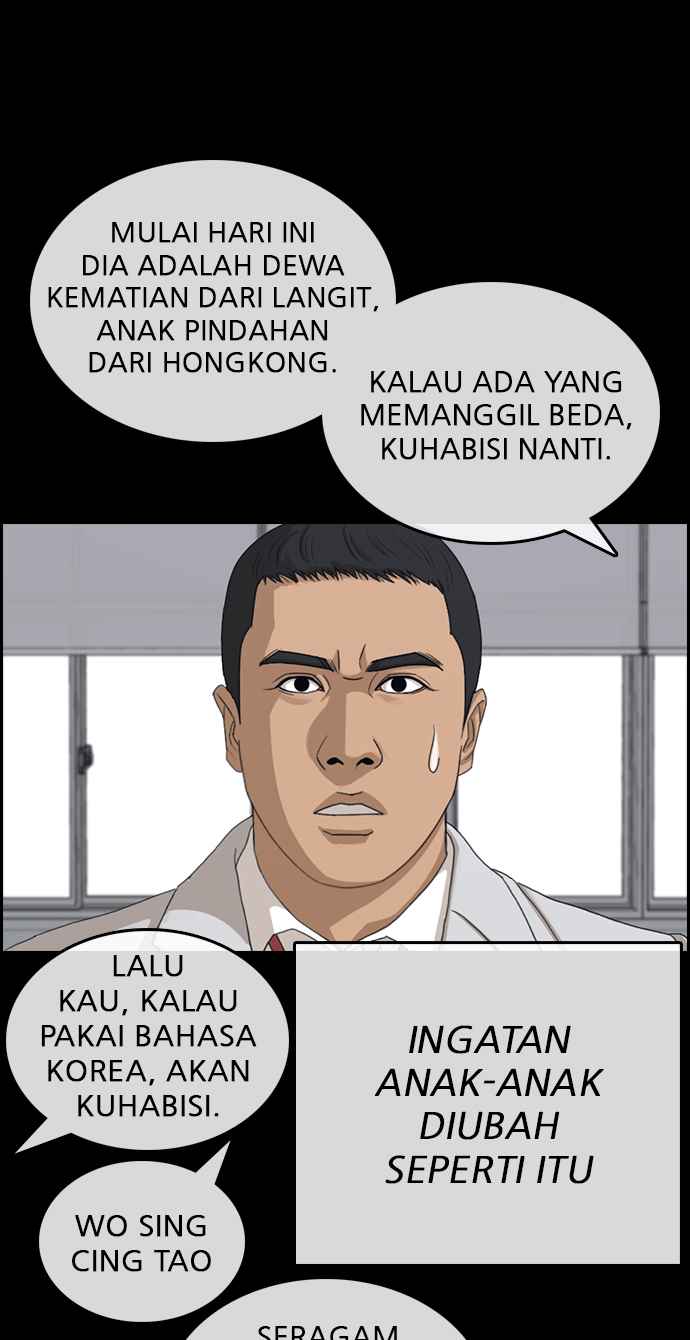 MULAI HARI INI
DIA ADALAH DEWA
KEMATIAN DARI LANGIT,
ANAK PINDAHAN
DARI HONGKONG.
KALAU ADA YANG
MEMANGGIL BEDA,
KUHABISI NANTI.
LALU
KAU, KALAU
PAKAI BAHASA
KOREA, AKAN
KUHABISI.
INGATAN
ANAK-ANAK
DIUBAH
SEPERTI ITU
WO SING
CING TAO
SERAGAM